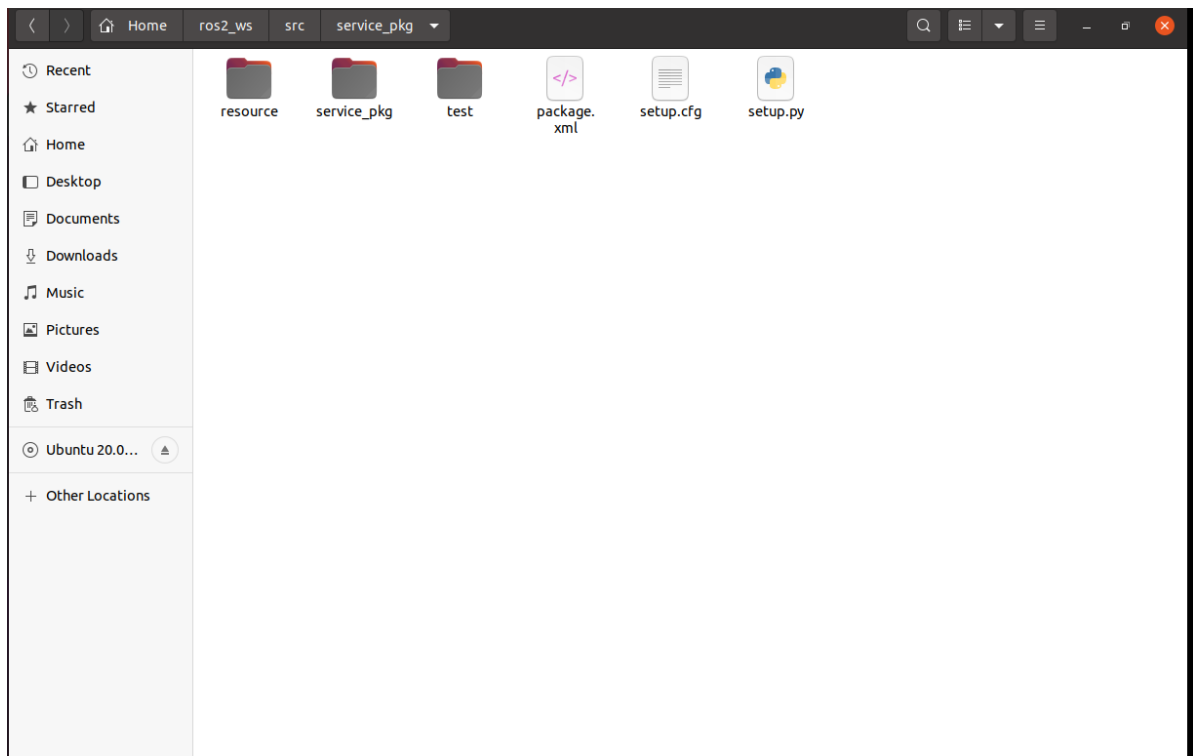 Home ros2_ws src service_pkg
Recent
Starred
Home
Desktop
Documents
Downloads
Music
Pictures
Videos
Trash
Ubuntu 20.0...
Other Locations
resource service_pkg test package. setup.cfg setup.py
xml